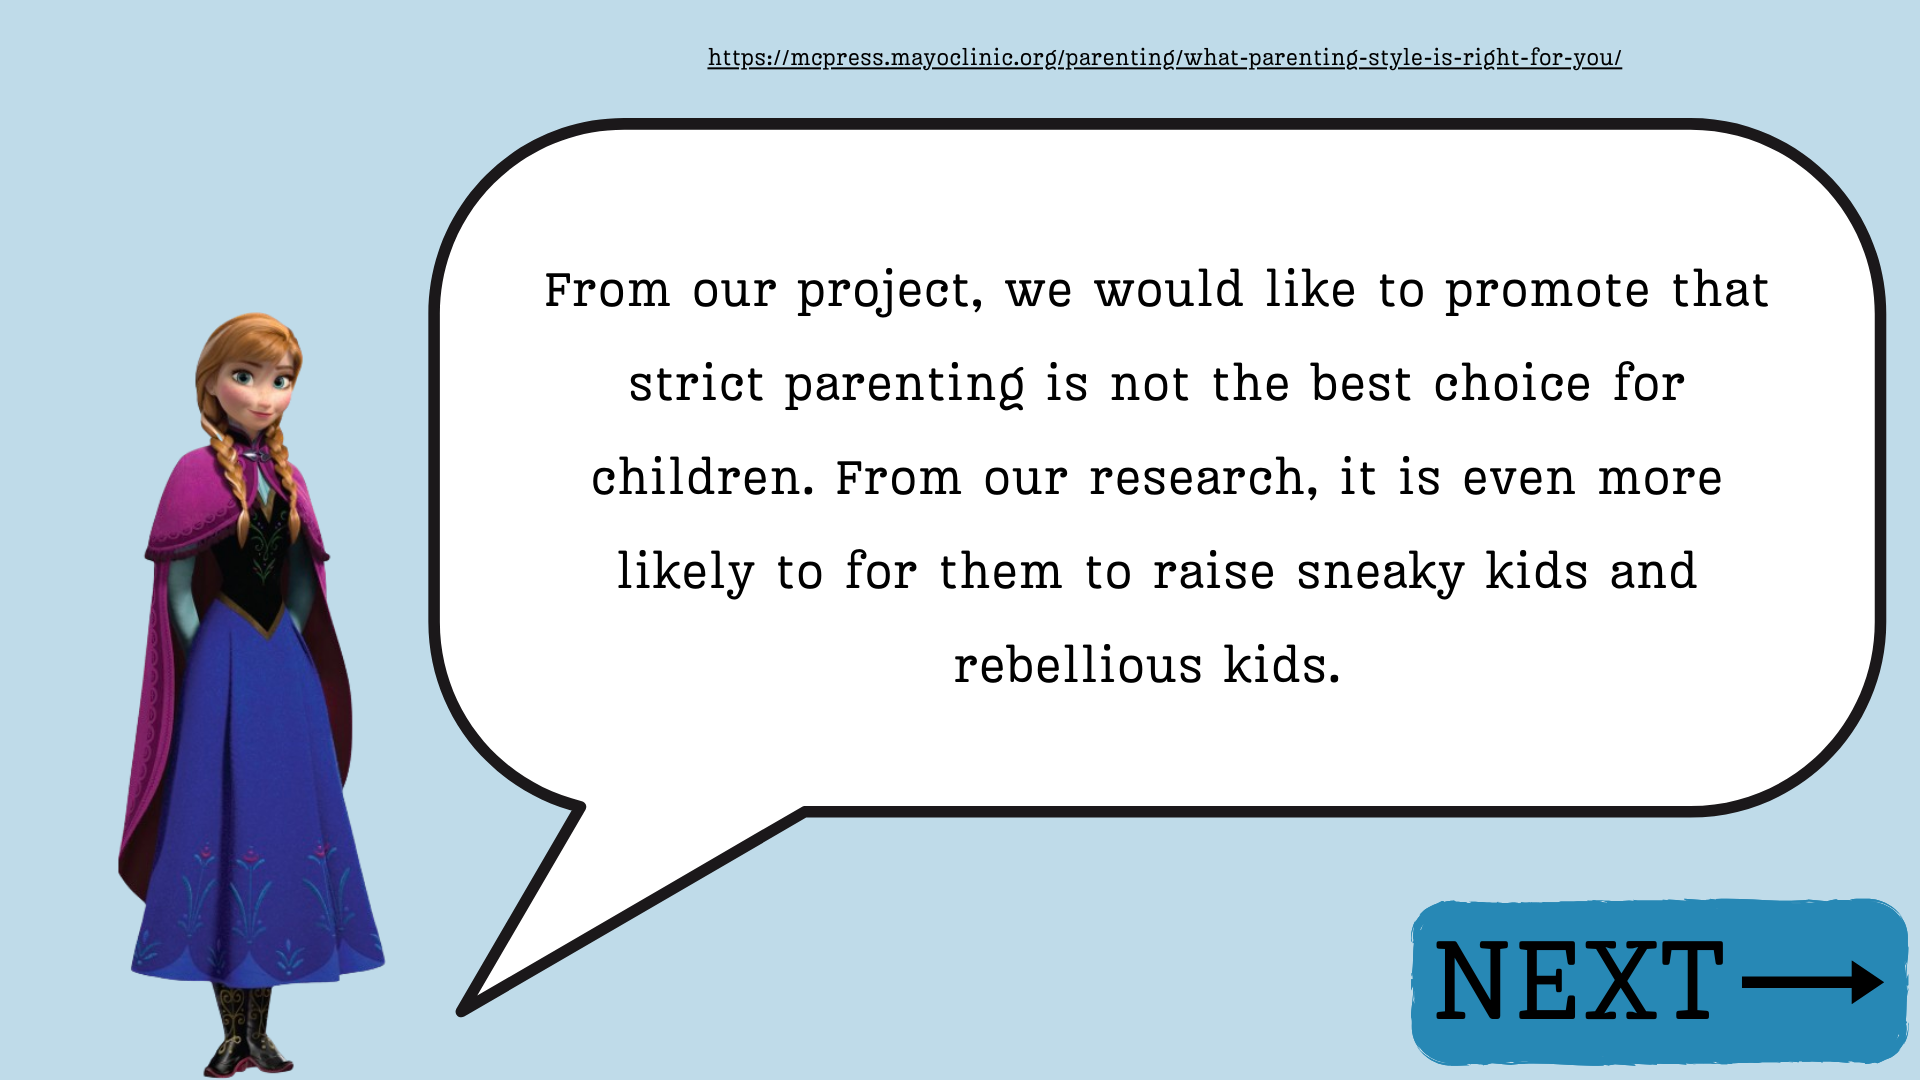 https://mcpress.mayoclinic.org/parenting/what-parenting-style-is-right-for-you/
From our project, we would like to promote that
strict parenting is not the best choice for
children. From our research, it is even more
likely to for them to raise sneaky kids and
rebellious kids.
NEXT